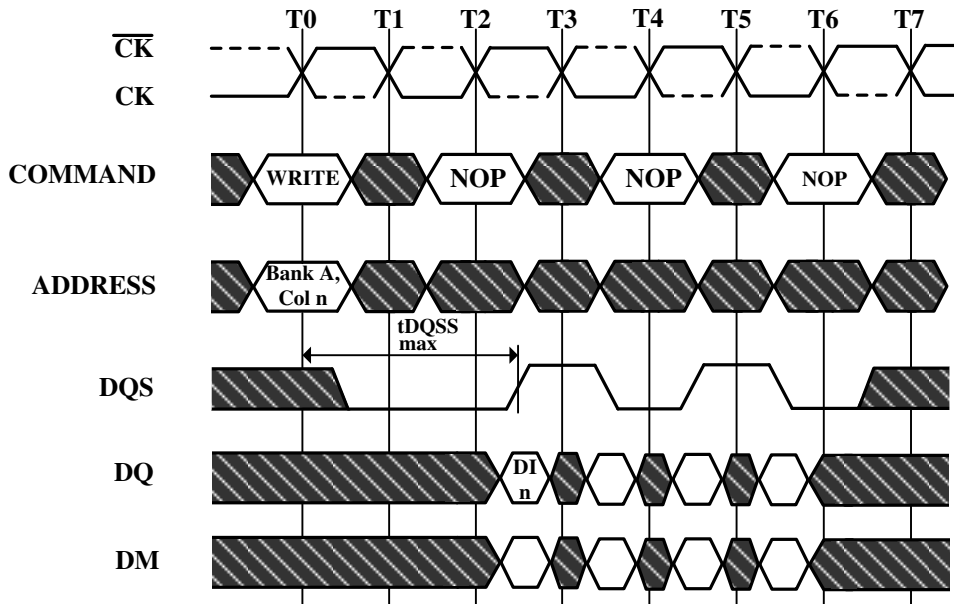 T0 T1 T2 T3 T4 T5 T6 T7
CK
CK
COMMAND
WRITE NOP NOP NOP
ADDRESS
Bank A,
Col n
tDQSS
max
DQS
DQ
DI
n
DM